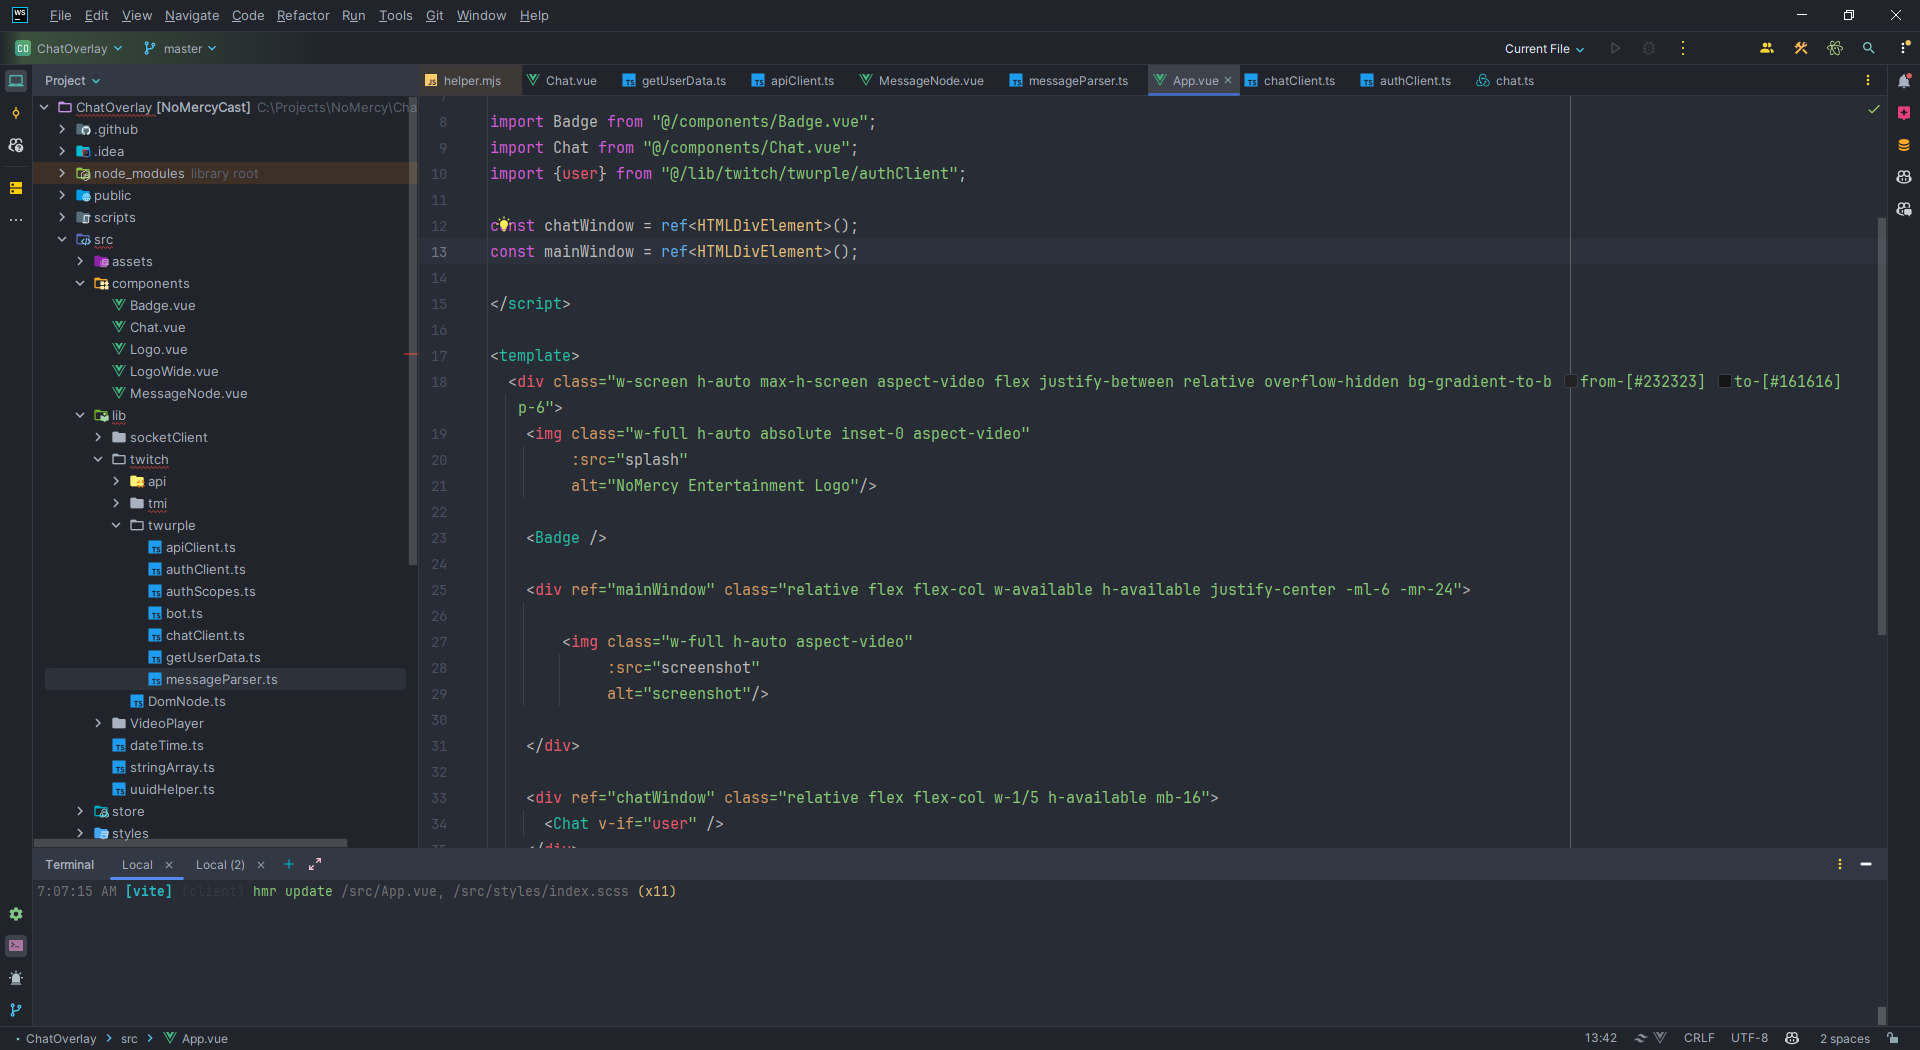 WS File Edit View Navigate Code Refactor Run Tools Git Window Help
CO ChatOverlay master Current File
Project
helper.mjs Chat.vue getUserData.ts apiClient.ts MessageNode.vue messageParser.ts App.vue chatClient.ts authClient.ts chat.ts
ChatOverlay [NoMercyCast] C:\Projects\NoMercy\Cha
.github
.idea
node_modules library root
public
scripts
src
assets
components
Badge.vue
Chat.vue
Logo.vue
LogoWide.vue
MessageNode.vue
lib
socketClient
twitch
api
tmi
twurple
apiClient.ts
authClient.ts
authScopes.ts
bot.ts
chatClient.ts
getUserData.ts
messageParser.ts
DomNode.ts
VideoPlayer
dateTime.ts
stringArray.ts
uuidHelper.ts
store
styles
7
8 import Badge from "@/components/Badge.vue";
9 import Chat from "@/components/Chat.vue";
10 import {user} from "@/lib/twitch/twurple/authClient";
11
12 const chatWindow = ref<HTMLDivElement>();
13 const mainWindow = ref<HTMLDivElement>();
14
15 </script>
16
17 <template>
18 <div class="w-screen h-auto max-h-screen aspect-video flex justify-between relative overflow-hidden bg-gradient-to-b from-[#232323] to-[#161616]
p-6">
19 <img class="w-full h-auto absolute inset-0 aspect-video"
20 :src="splash"
21 alt="NoMercy Entertainment Logo"/>
22
23 <Badge />
24
25 <div ref="mainWindow" class="relative flex flex-col w-available h-available justify-center -ml-6 -mr-24">
26
27 <img class="w-full h-auto aspect-video"
28 :src="screenshot"
29 alt="screenshot"/>
30
31 </div>
32
33 <div ref="chatWindow" class="relative flex flex-col w-1/5 h-available mb-16">
34 <Chat v-if="user" />
35 </div>
Terminal Local Local (2)
7:07:15 AM [vite] (client) hmr update /src/App.vue, /src/styles/index.scss (x11)
ChatOverlay src App.vue 13:42 CRLF UTF-8 2 spaces